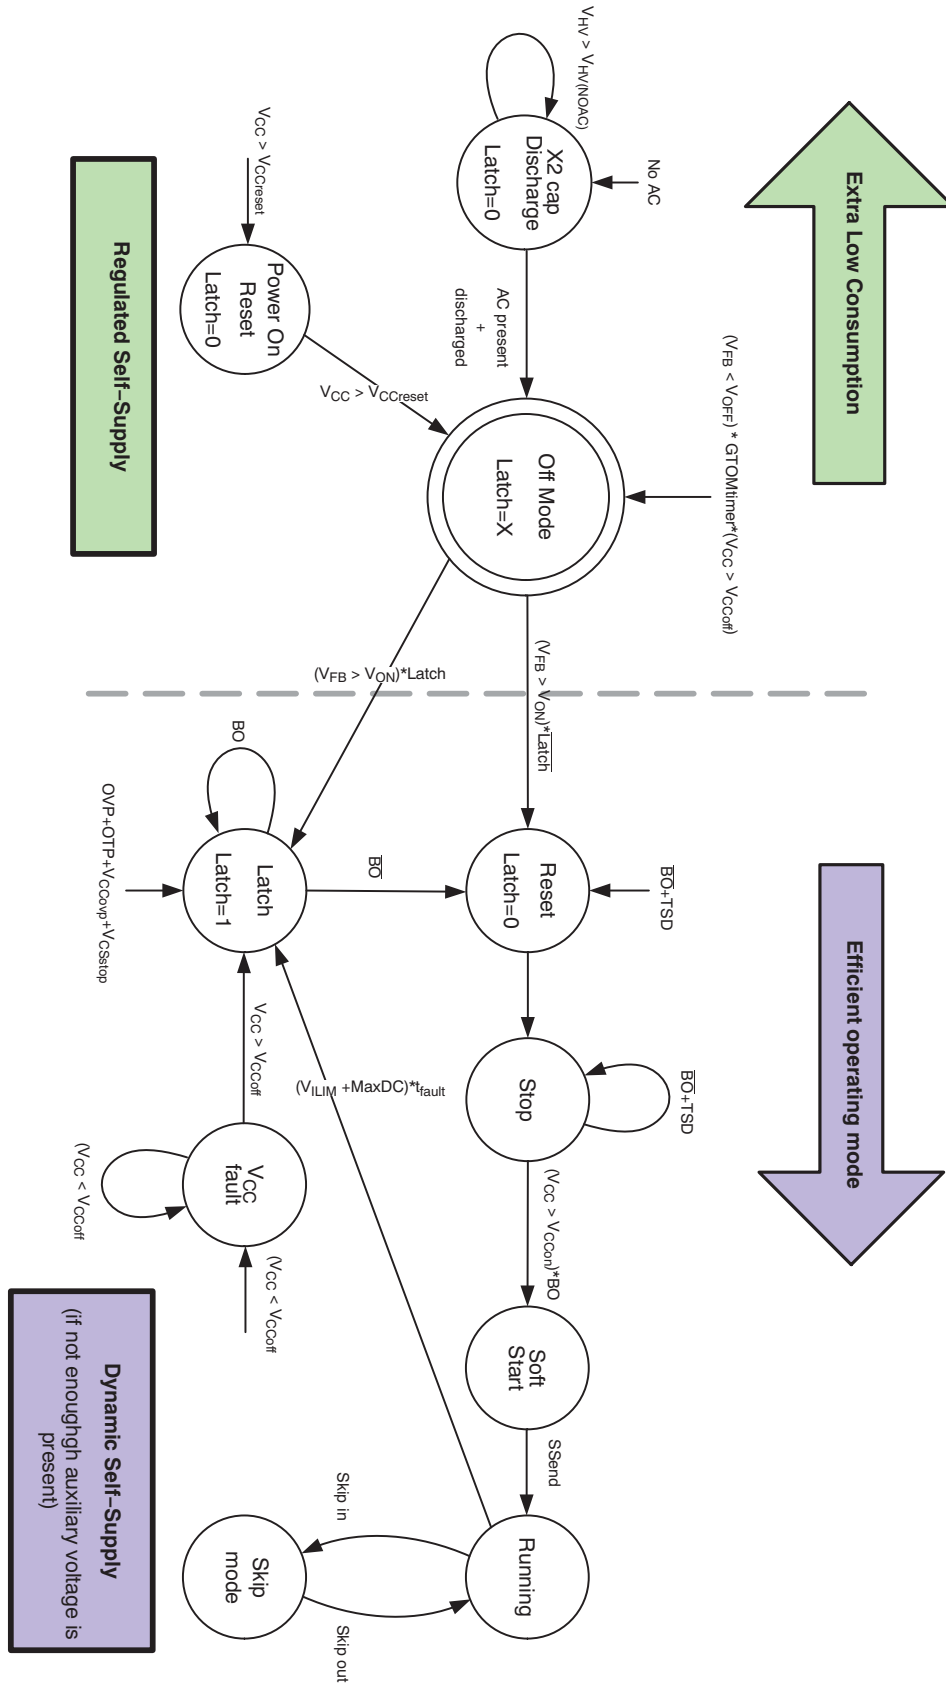 Extra Low Consumption
Efficient operating mode
(VFB < VOFF) * GTOMtimer*(VCC > VCCoff)
No AC
VHV > VHV(NOAC)
X2 cap
Discharge
Latch=0
AC present
+
discharged
Off Mode
Latch=X
(VFB > VON)*L̅a̅t̅c̅h̅
B̅O̅+TSD
Reset
Latch=0
Stop
B̅O̅+TSD
(VCC > VCCon)*BO
Soft
Start
SSend
Running
VCC > VCCreset
Power On
Reset
Latch=0
VCC > VCCreset
(VFB > VON)*Latch
BO
Latch
Latch=1
B̅O̅
OVP+OTP+VCCovp+VCSstop
VCC > VCCoff
(VILIM +MaxDC)*tfault
VCC
fault
(VCC < VCCoff
(VCC < VCCoff
Skip in
Skip
mode
Skip out
Regulated Self–Supply
Dynamic Self–Supply
(if not enoughgh auxiliary voltage is
present)